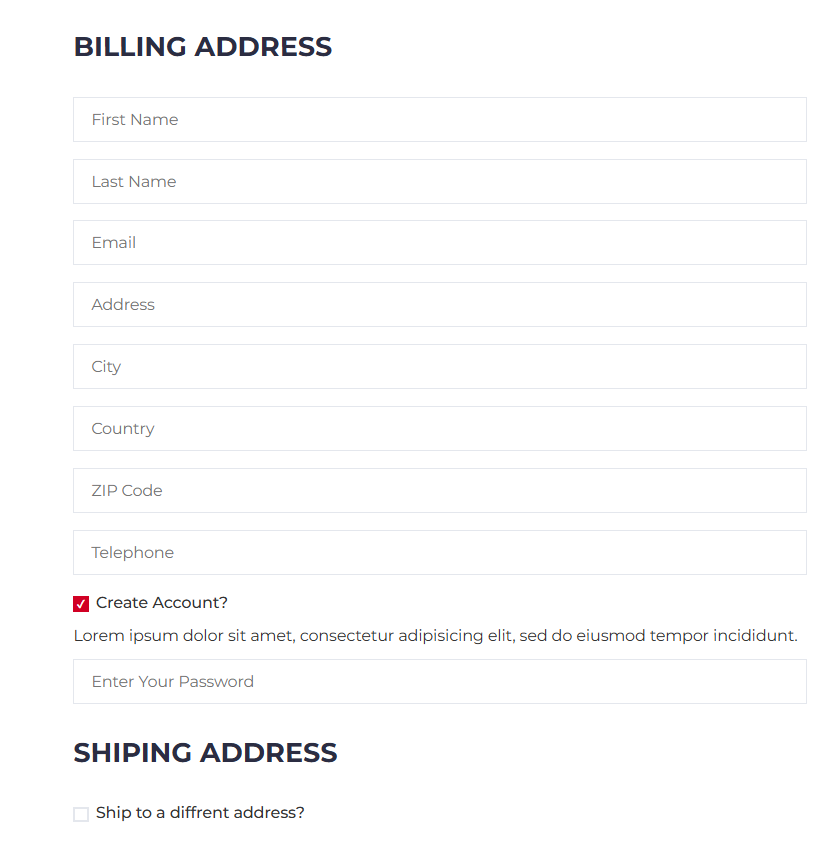 BILLING ADDRESS
First Name
Last Name
Email
Address
City
Country
ZIP Code
Telephone
Create Account?
Lorem ipsum dolor sit amet, consectetur adipisicing elit, sed do eiusmod tempor incididunt.
Enter Your Password
SHIPING ADDRESS
Ship to a diffrent address?